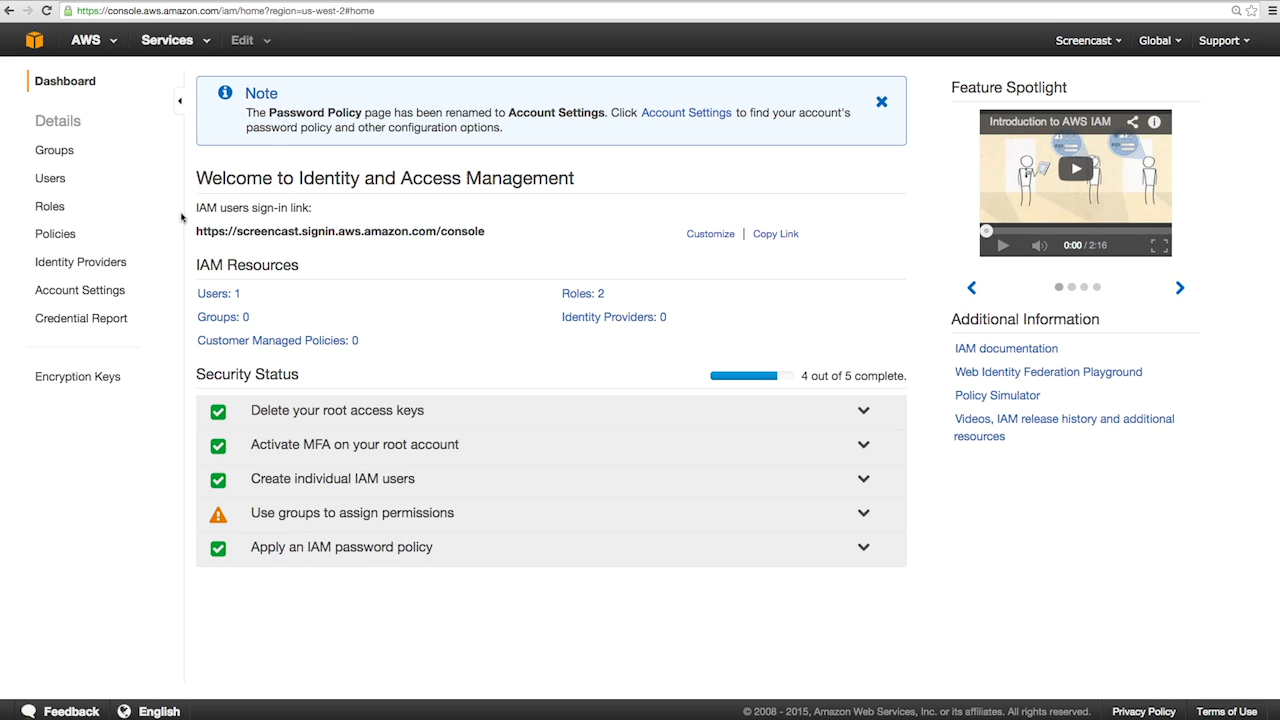 https://console.aws.amazon.com/iam/home?region=us-west-2#home
AWS Services Edit Screencast Global Support
Dashboard
Details
Groups
Users
Roles
Policies
Identity Providers
Account Settings
Credential Report
Encryption Keys
Note
The Password Policy page has been renamed to Account Settings. Click Account Settings to find your account's
password policy and other configuration options.
Welcome to Identity and Access Management
IAM users sign-in link:
https://screencast.signin.aws.amazon.com/console
Customize | Copy Link
IAM Resources
Users: 1 Roles: 2
Groups: 0 Identity Providers: 0
Customer Managed Policies: 0
Security Status 4 out of 5 complete.
Delete your root access keys
Activate MFA on your root account
Create individual IAM users
Use groups to assign permissions
Apply an IAM password policy
Feature Spotlight
Introduction to AWS IAM
0:00 / 2:16
Additional Information
IAM documentation
Web Identity Federation Playground
Policy Simulator
Videos, IAM release history and additional
resources
Feedback English © 2008 - 2015, Amazon Web Services, Inc. or its affiliates. All rights reserved. Privacy Policy Terms of Use